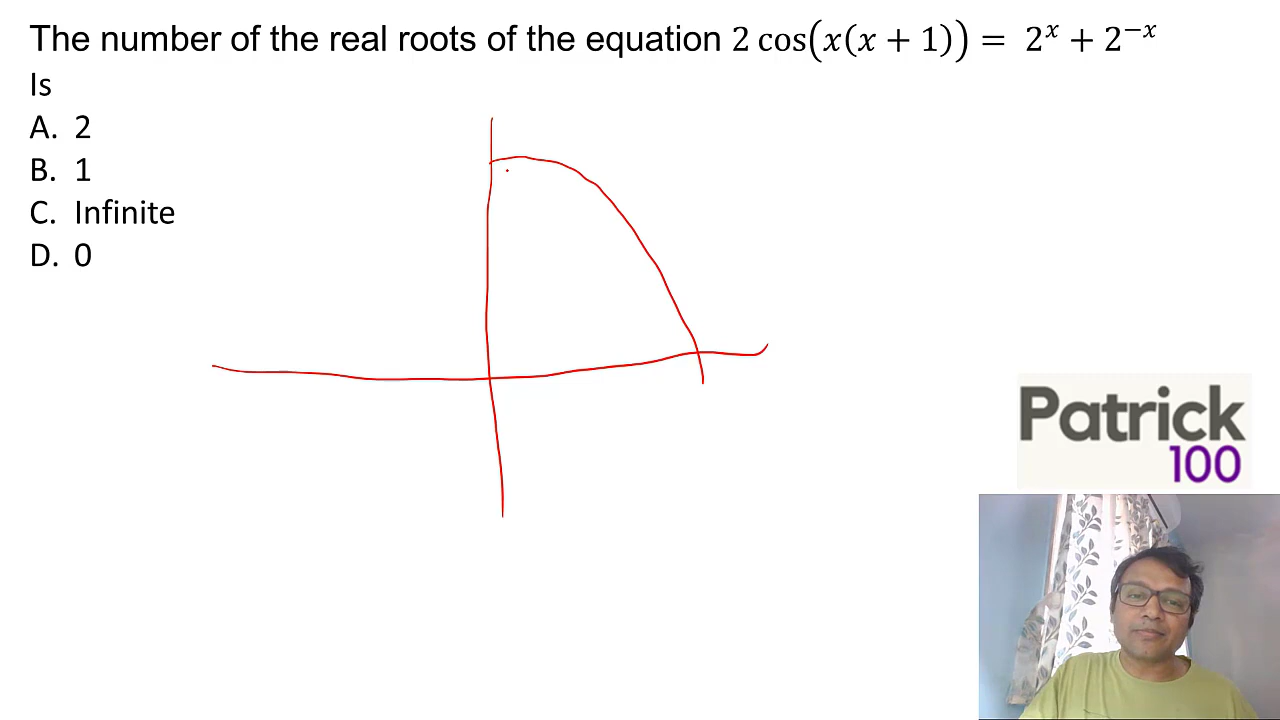 The number of the real roots of the equation 2 cos(x(x + 1)) = 2^x + 2^−x
Is
A. 2
B. 1
C. Infinite
D. 0
Patrick
100